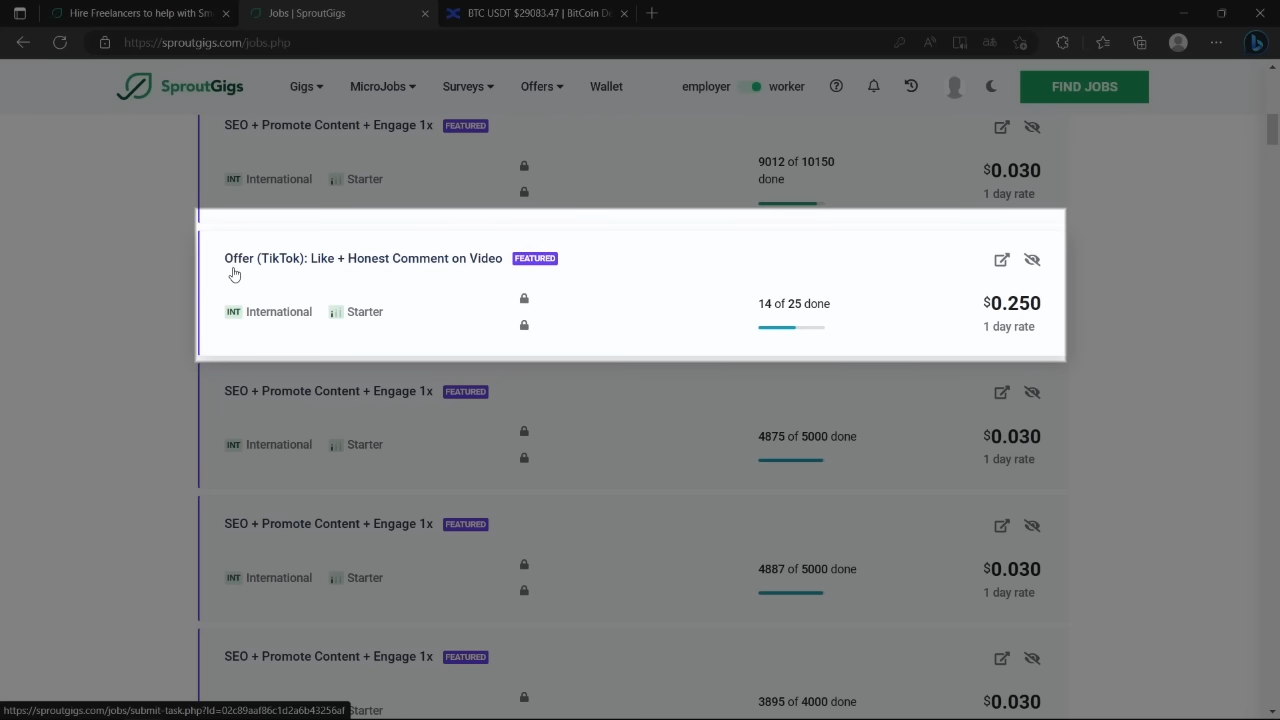 Hire Freelancers to help with Sm
Jobs | SproutGigs
BTC USDT $29083.47 | BitCoin De
https://sproutgigs.com/jobs.php
SproutGigs
Gigs
MicroJobs
Surveys
Offers
Wallet
employer
worker
FIND JOBS
SEO + Promote Content + Engage 1x FEATURED
INT International Starter
9012 of 10150
done
$0.030
1 day rate
Offer (TikTok): Like + Honest Comment on Video FEATURED
INT International Starter
14 of 25 done
$0.250
1 day rate
SEO + Promote Content + Engage 1x FEATURED
INT International Starter
4875 of 5000 done
$0.030
1 day rate
SEO + Promote Content + Engage 1x FEATURED
INT International Starter
4887 of 5000 done
$0.030
1 day rate
SEO + Promote Content + Engage 1x FEATURED
3895 of 4000 done
$0.030
Starter
https://sproutgigs.com/jobs/submit-task.php?Id=02c89aaf86c1d2a6b43256af